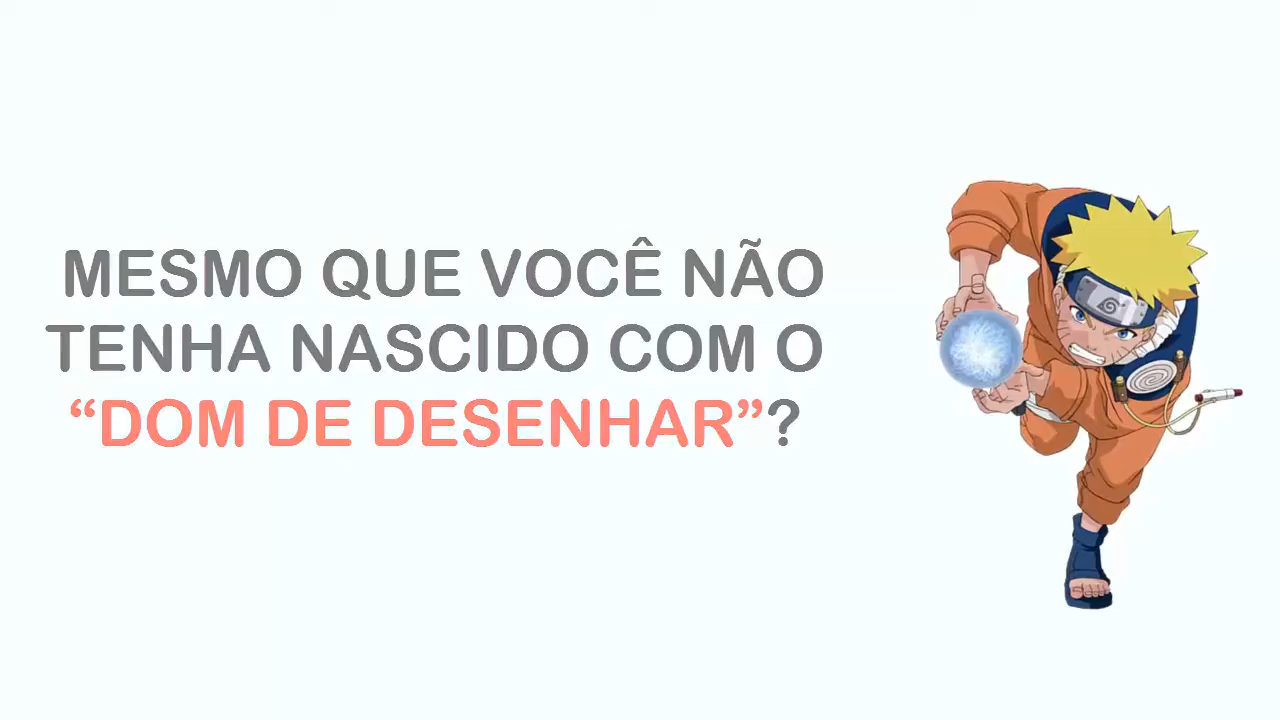 MESMO QUE VOCÊ NÃO
TENHA NASCIDO COM O
“DOM DE DESENHAR”?